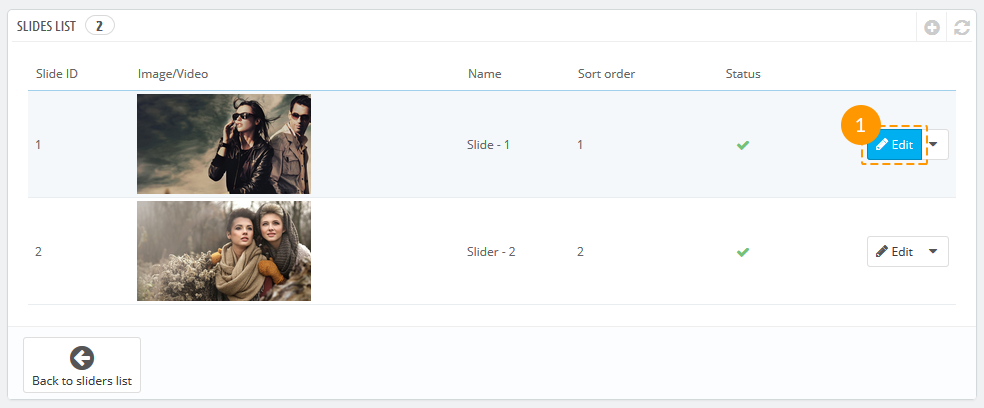 SLIDES LIST 2
Slide ID Image/Video Name Sort order Status
1 Slide - 1 1 1 Edit
2 Slider - 2 2 Edit
Back to sliders list